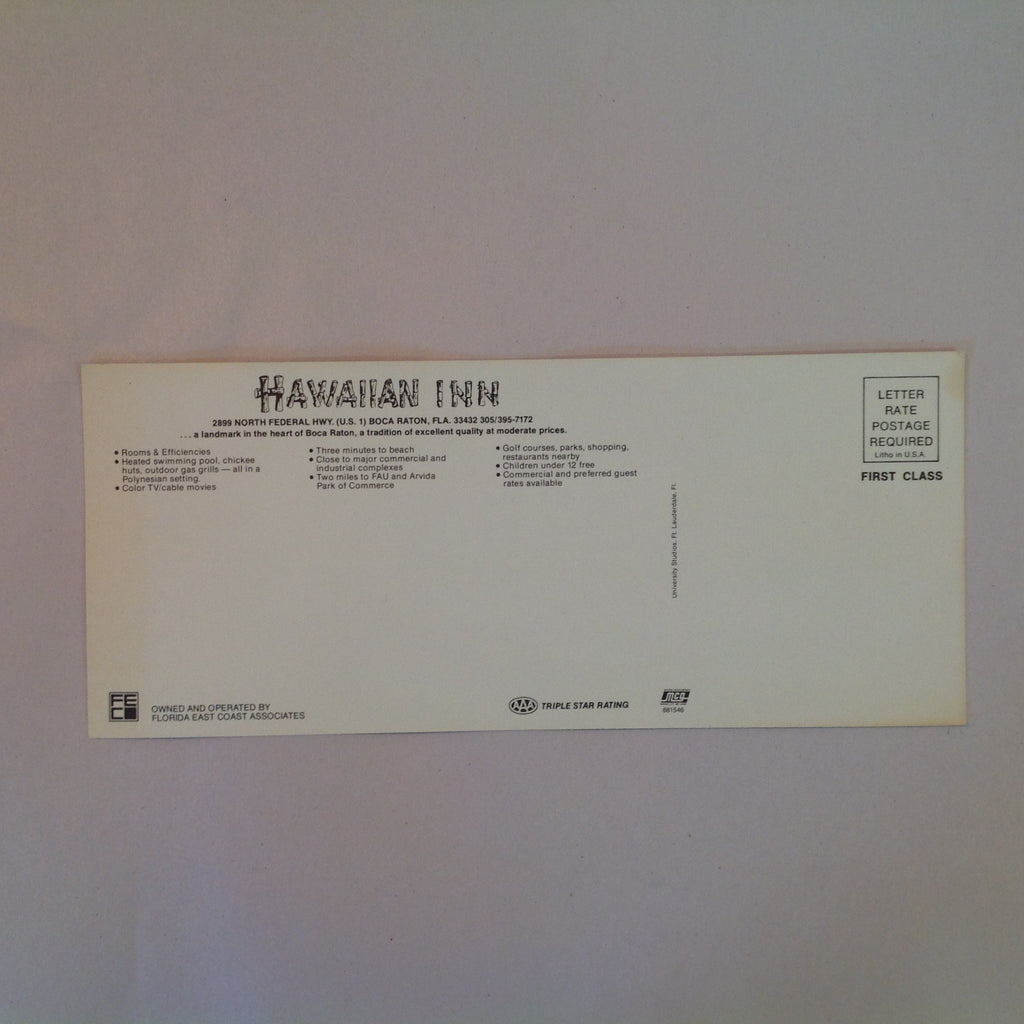 HAWAIIAN INN
2899 NORTH FEDERAL HWY. (U.S. 1) BOCA RATON, FLA. 33432 305/395-7172
. . . a landmark in the heart of Boca Raton, a tradition of excellent quality at moderate prices.
• Rooms & Efficiencies
• Heated swimming pool, chickee
huts, outdoor gas grills — all in a
Polynesian setting.
• Color TV/cable movies
• Three minutes to beach
• Close to major commercial and
industrial complexes
• Two miles to FAU and Arvida
Park of Commerce
• Golf courses, parks, shopping,
restaurants nearby
• Children under 12 free
• Commercial and preferred guest
rates available
University Studios, Ft. Lauderdale, Fl.
LETTER
RATE
POSTAGE
REQUIRED
Litho in U.S.A.
FIRST CLASS
FE
C
OWNED AND OPERATED BY
FLORIDA EAST COAST ASSOCIATES
AAA TRIPLE STAR RATING
mcg
681546